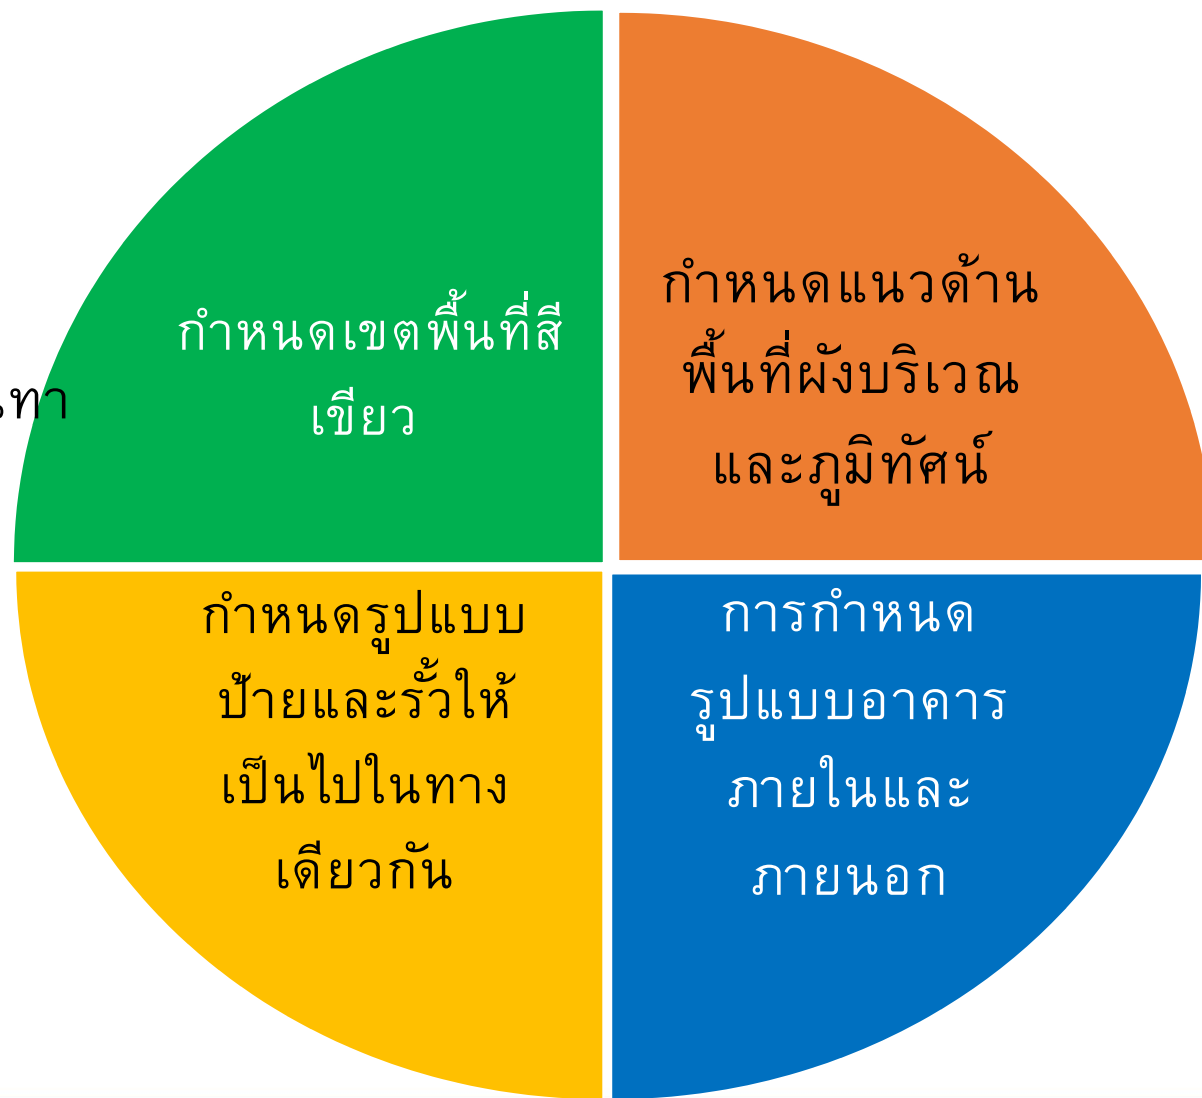 กำหนดเขตพื้นที่สี
เขียว
กำหนดแนวด้าน
พื้นที่ผังบริเวณ
และภูมิทัศน์
กำหนดรูปแบบ
ป้ายและรั้วให้
เป็นไปในทาง
เดียวกัน
การกำหนด
รูปแบบอาคาร
ภายในและ
ภายนอก